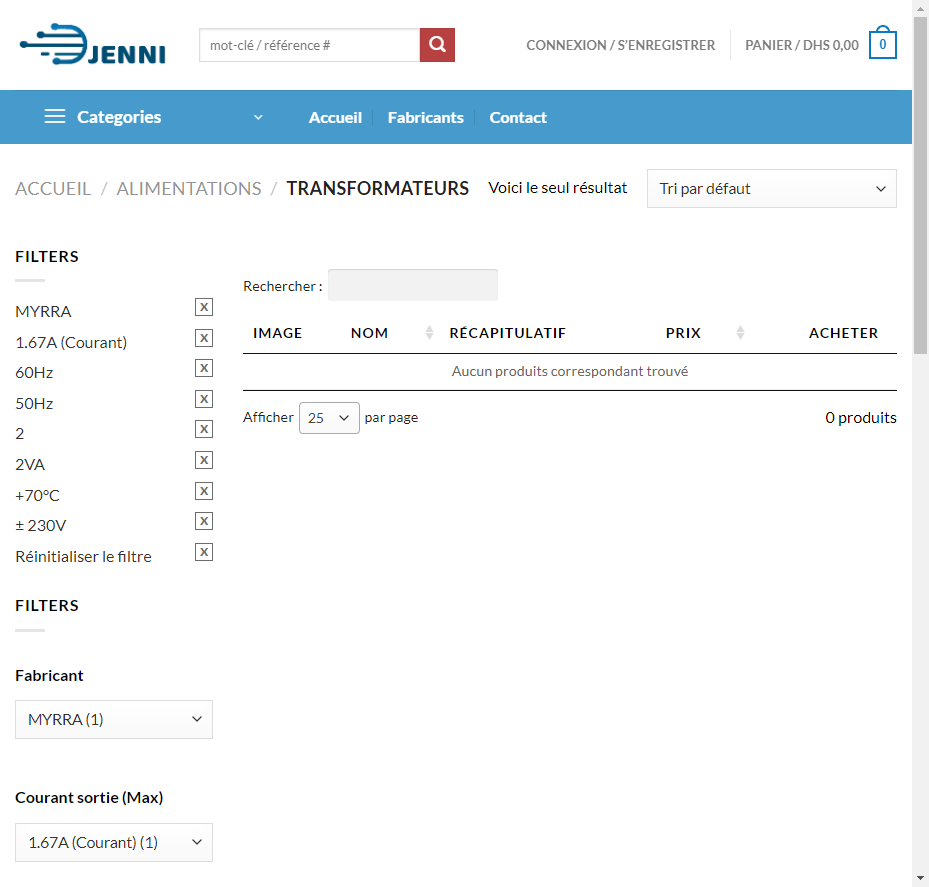 JENNI
mot-clé / référence #
CONNEXION / S'ENREGISTRER
PANIER / DHS 0,00
0
Categories
Accueil
Fabricants
Contact
ACCUEIL / ALIMENTATIONS / TRANSFORMATEURS
Voici le seul résultat
Tri par défaut
FILTERS
MYRRA X
1.67A (Courant) X
60Hz X
50Hz X
2 X
2VA X
+70°C X
± 230V X
Réinitialiser le filtre X
FILTERS
Fabricant
MYRRA (1)
Courant sortie (Max)
1.67A (Courant) (1)
Rechercher :
IMAGE NOM RÉCAPITULATIF PRIX ACHETER
Aucun produits correspondant trouvé
Afficher 25 par page
0 produits